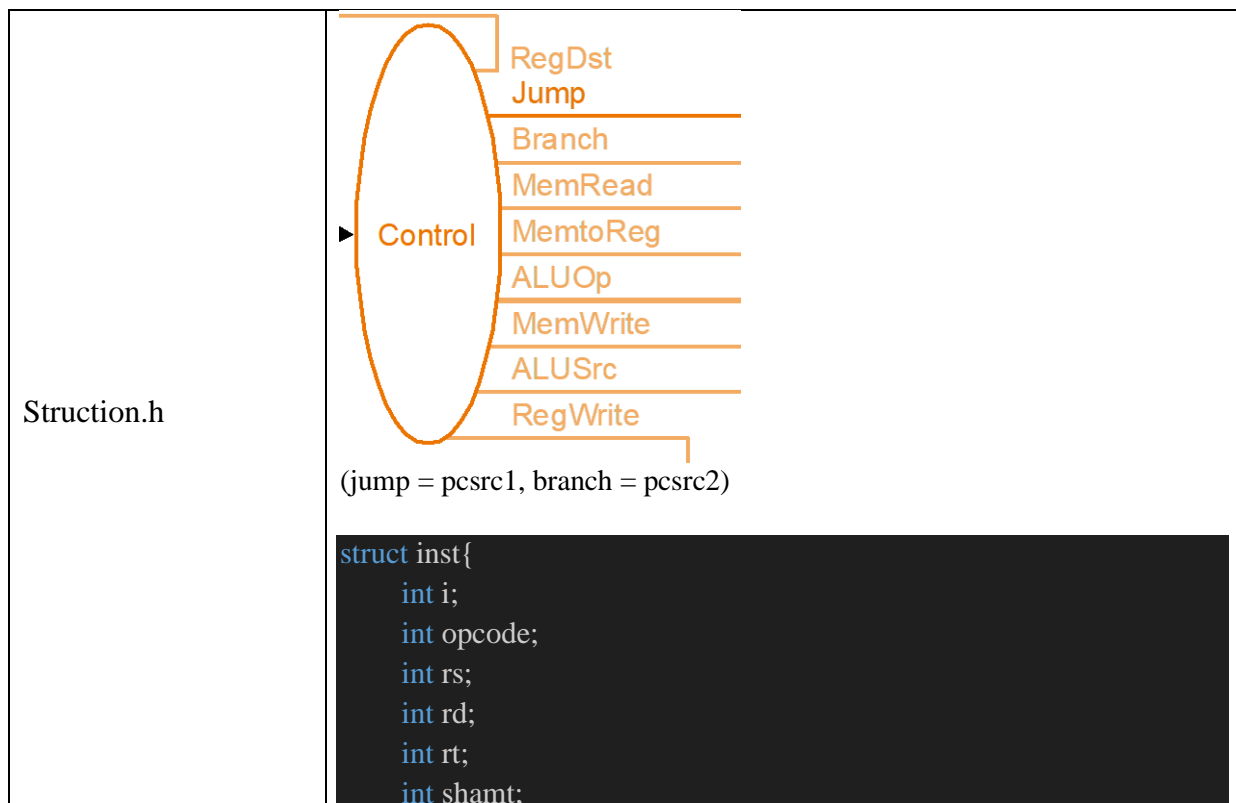 Struction.h
RegDst
Jump
Branch
MemRead
Control
MemtoReg
ALUOp
MemWrite
ALUSrc
RegWrite
(jump = pcsrc1, branch = pcsrc2)
struct inst{
int i;
int opcode;
int rs;
int rd;
int rt;
int shamt;